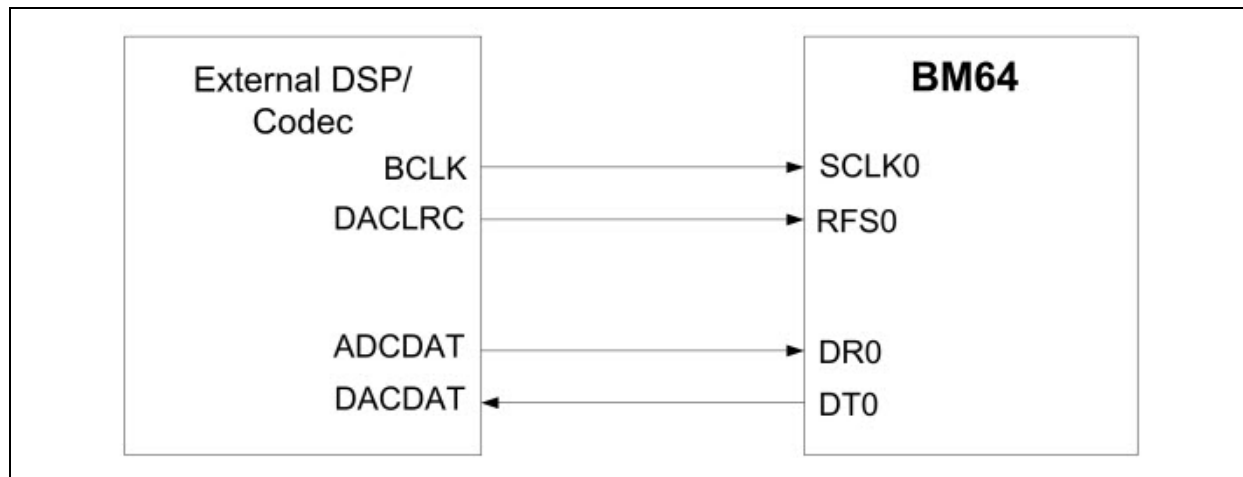 External DSP/
Codec
BM64
BCLK
SCLK0
DACLRC
RFS0
ADCDAT
DR0
DACDAT
DT0